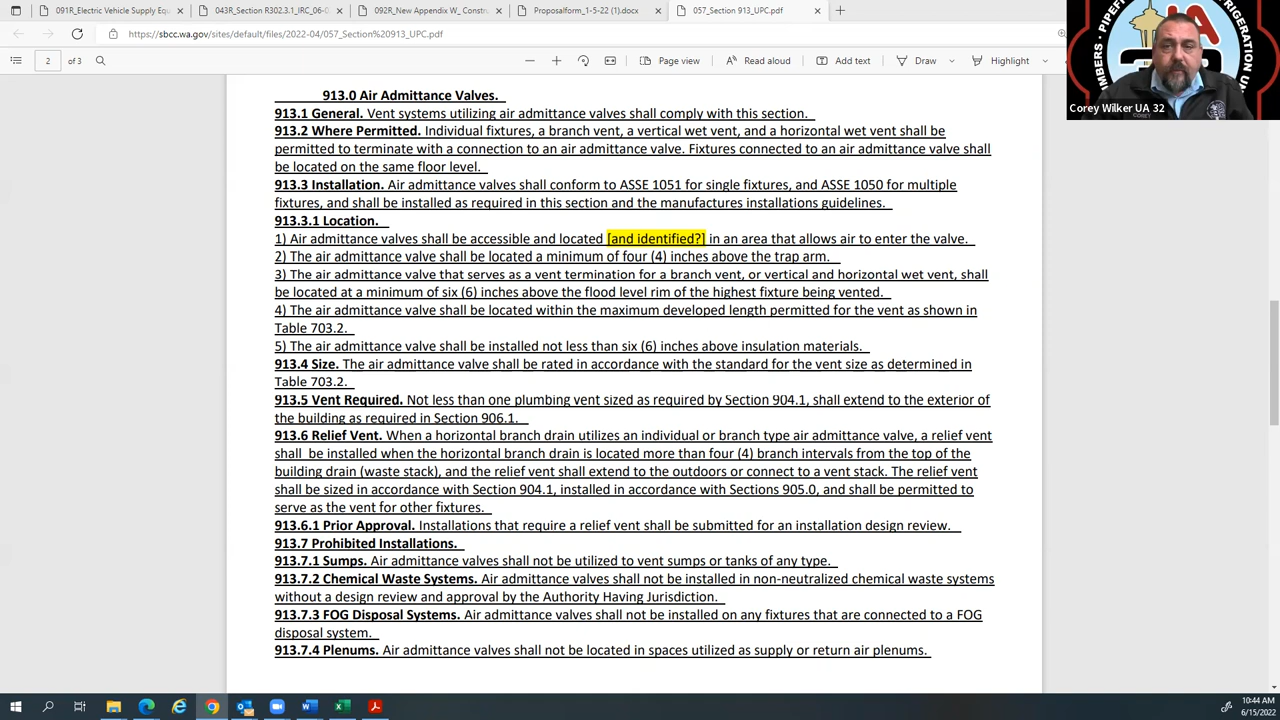 091R_Electric Vehicle Supply Equ
043R_Section R302.3.1_IRC_06-0
092R_New Appendix W_ Constru
Proposalform_1-5-22 (1).docx
057_Section 913_UPC.pdf
https://sbcc.wa.gov/sites/default/files/2022-04/057_Section%20913_UPC.pdf
2 of 3
Page view
Read aloud
Add text
Draw
Highlight
913.0 Air Admittance Valves.
913.1 General. Vent systems utilizing air admittance valves shall comply with this section.
913.2 Where Permitted. Individual fixtures, a branch vent, a vertical wet vent, and a horizontal wet vent shall be
permitted to terminate with a connection to an air admittance valve. Fixtures connected to an air admittance valve shall
be located on the same floor level.
913.3 Installation. Air admittance valves shall conform to ASSE 1051 for single fixtures, and ASSE 1050 for multiple
fixtures, and shall be installed as required in this section and the manufactures installations guidelines.
913.3.1 Location.
1) Air admittance valves shall be accessible and located [and identified?] in an area that allows air to enter the valve.
2) The air admittance valve shall be located a minimum of four (4) inches above the trap arm.
3) The air admittance valve that serves as a vent termination for a branch vent, or vertical and horizontal wet vent, shall
be located at a minimum of six (6) inches above the flood level rim of the highest fixture being vented.
4) The air admittance valve shall be located within the maximum developed length permitted for the vent as shown in
Table 703.2.
5) The air admittance valve shall be installed not less than six (6) inches above insulation materials.
913.4 Size. The air admittance valve shall be rated in accordance with the standard for the vent size as determined in
Table 703.2.
913.5 Vent Required. Not less than one plumbing vent sized as required by Section 904.1, shall extend to the exterior of
the building as required in Section 906.1.
913.6 Relief Vent. When a horizontal branch drain utilizes an individual or branch type air admittance valve, a relief vent
shall be installed when the horizontal branch drain is located more than four (4) branch intervals from the top of the
building drain (waste stack), and the relief vent shall extend to the outdoors or connect to a vent stack. The relief vent
shall be sized in accordance with Section 904.1, installed in accordance with Sections 905.0, and shall be permitted to
serve as the vent for other fixtures.
913.6.1 Prior Approval. Installations that require a relief vent shall be submitted for an installation design review.
913.7 Prohibited Installations.
913.7.1 Sumps. Air admittance valves shall not be utilized to vent sumps or tanks of any type.
913.7.2 Chemical Waste Systems. Air admittance valves shall not be installed in non-neutralized chemical waste systems
without a design review and approval by the Authority Having Jurisdiction.
913.7.3 FOG Disposal Systems. Air admittance valves shall not be installed on any fixtures that are connected to a FOG
disposal system.
913.7.4 Plenums. Air admittance valves shall not be located in spaces utilized as supply or return air plenums.
Corey Wilker UA 32
10:44 AM
6/15/2022